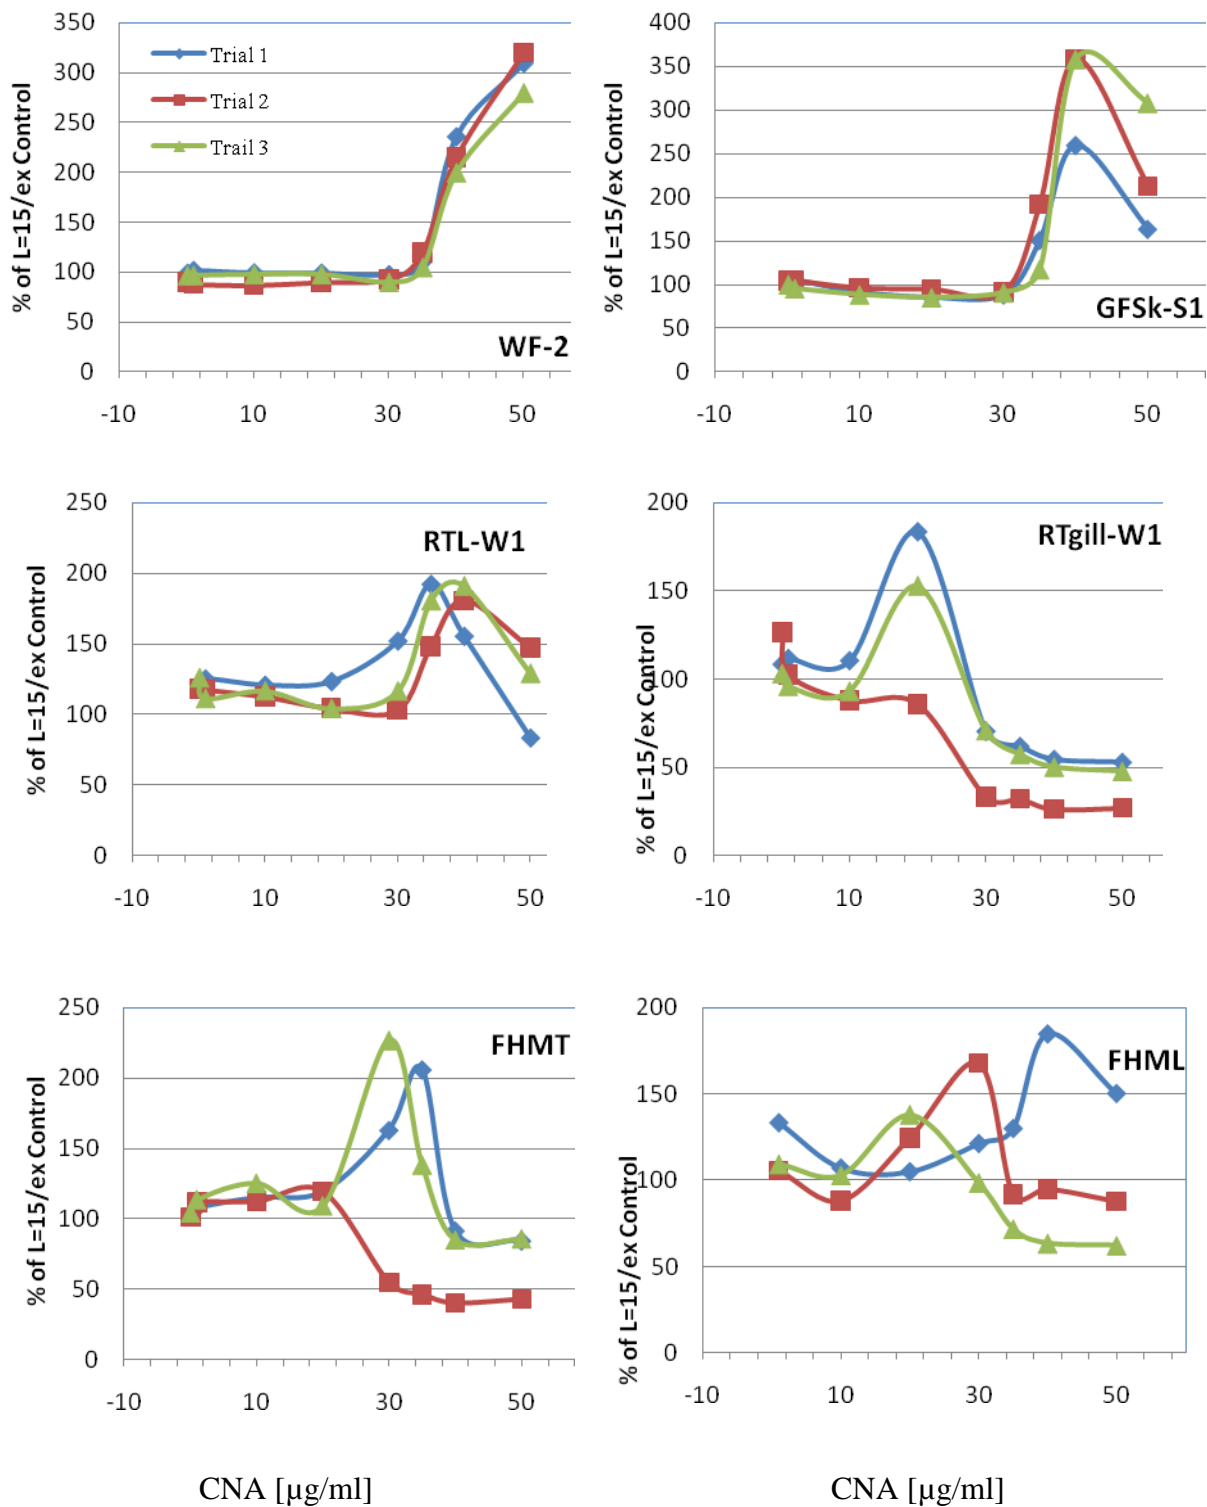 % of L=15/ex Control
350
300
250
200
150
100
50
0
-10 10 30 50
Trial 1
Trial 2
Trail 3
WF-2
% of L=15/ex Control
400
350
300
250
200
150
100
50
0
-10 10 30 50
GFSk-S1
% of L=15/ex Control
250
200
150
100
50
0
-10 10 30 50
RTL-W1
% of L=15/ex Control
200
150
100
50
0
-10 10 30 50
RTgill-W1
% of L=15/ex Control
250
200
150
100
50
0
-10 10 30 50
FHMT
% of L=15/ex Control
200
150
100
50
0
-10 10 30 50
FHML
CNA [µg/ml]
CNA [µg/ml]